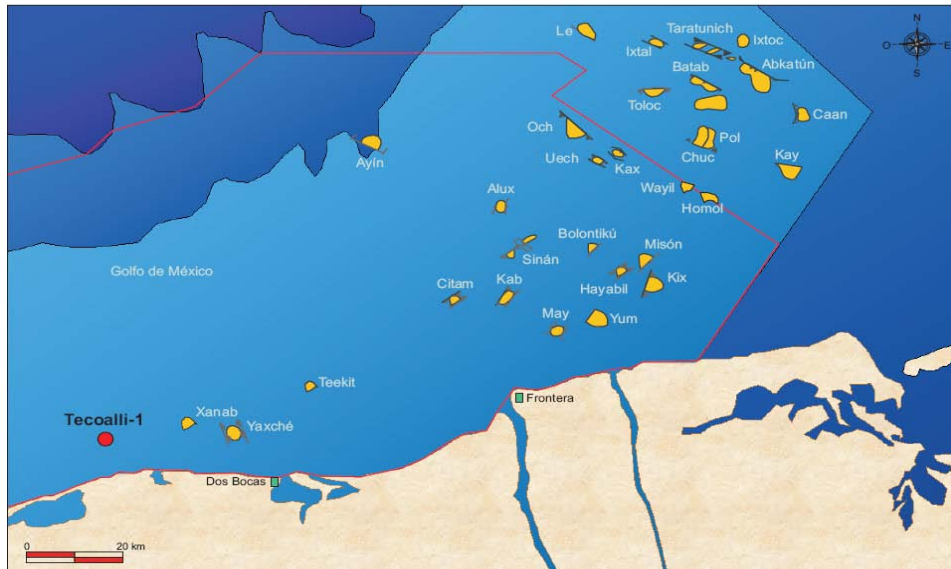 Le
Taratunich
Ixtoc
N
Ixtal
O
E
S
Batab
Abkatún
Toloc
Caan
Och
Pol
Ayín
Uech
Kax
Chuc
Kay
Wayil
Alux
Homol
Bolontikú
Misón
Sinán
Golfo de México
Citam
Kab
Hayabil
Kix
May
Yum
Teekit
Frontera
Xanab
Tecoalli-1
Yaxché
Dos Bocas
0
20 km